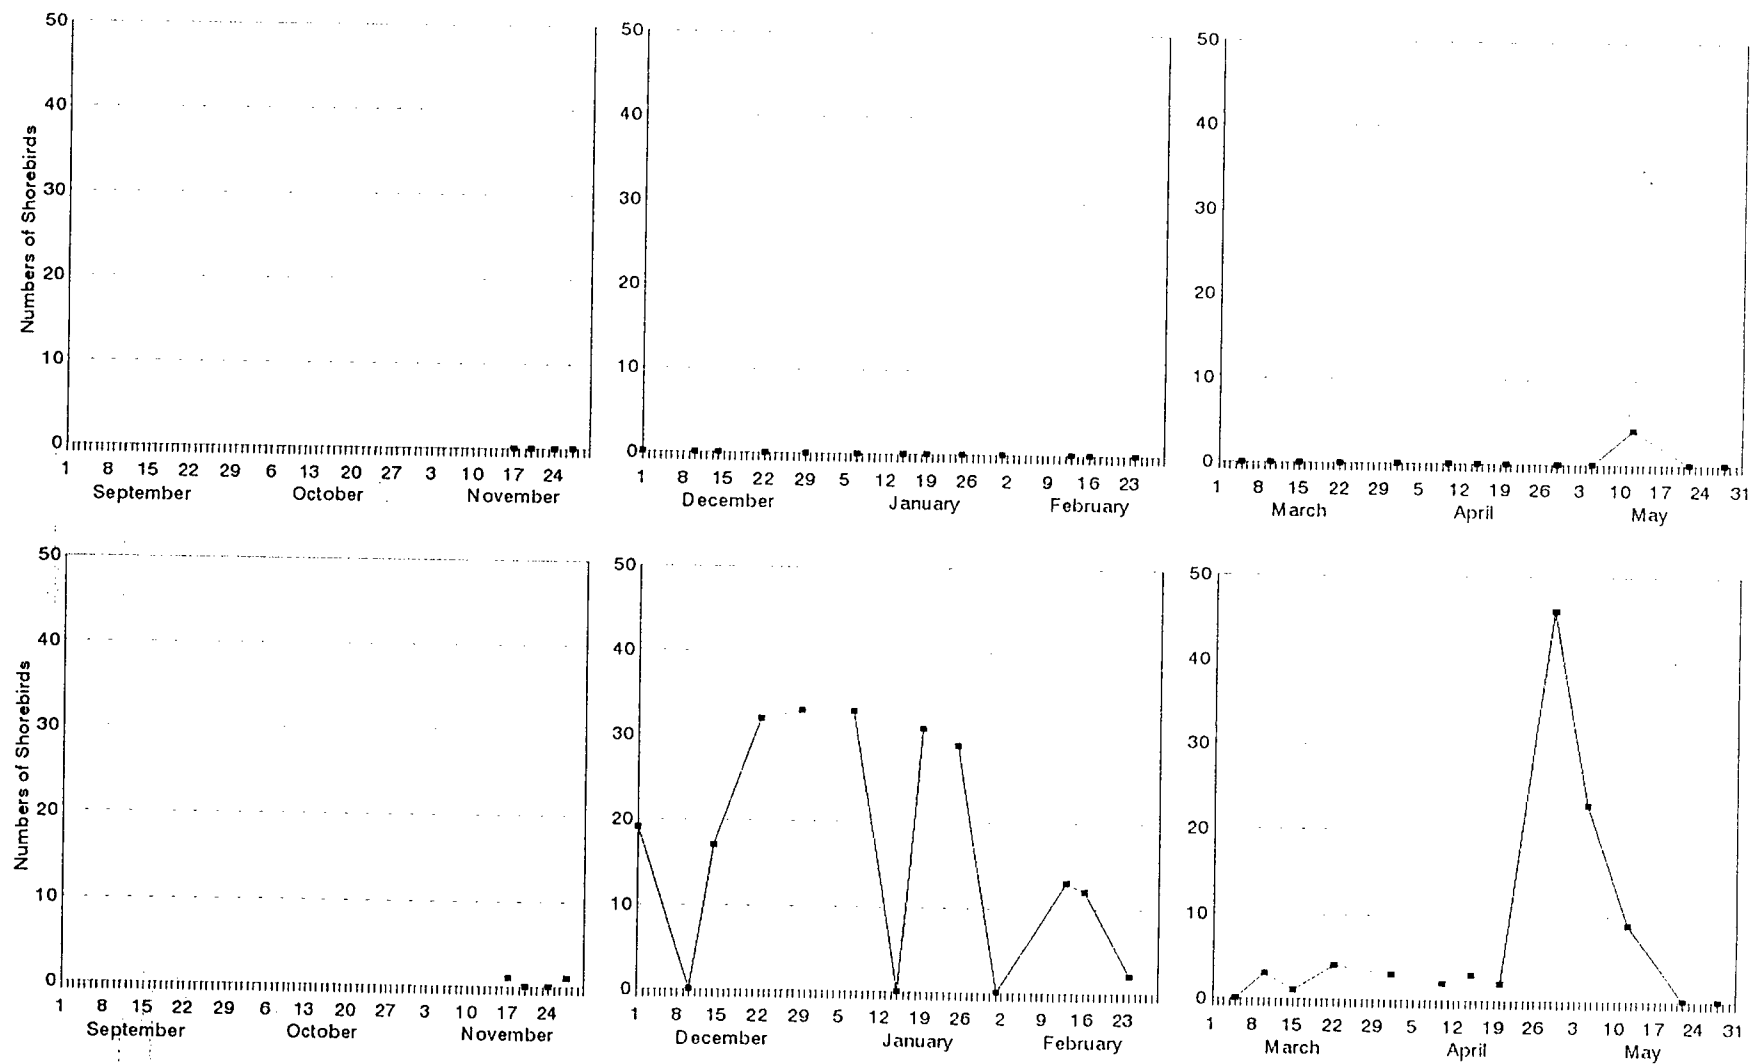 Numbers of Shorebirds
50
40
30
20
10
0
1 8 15 22 29 6 13 20 27 3 10 17 24
September October November
50
40
30
20
10
0
1 8 15 22 29 5 12 19 26 2 9 16 23
December January February
50
40
30
20
10
0
1 8 15 22 29 5 12 19 26 3 10 17 24 31
March April May
Numbers of Shorebirds
50
40
30
20
10
0
1 8 15 22 29 6 13 20 27 3 10 17 24
September October November
50
40
30
20
10
0
1 8 15 22 29 5 12 19 26 2 9 16 23
December January February
50
40
30
20
10
0
1 8 15 22 29 5 12 19 26 3 10 17 24 31
March April May